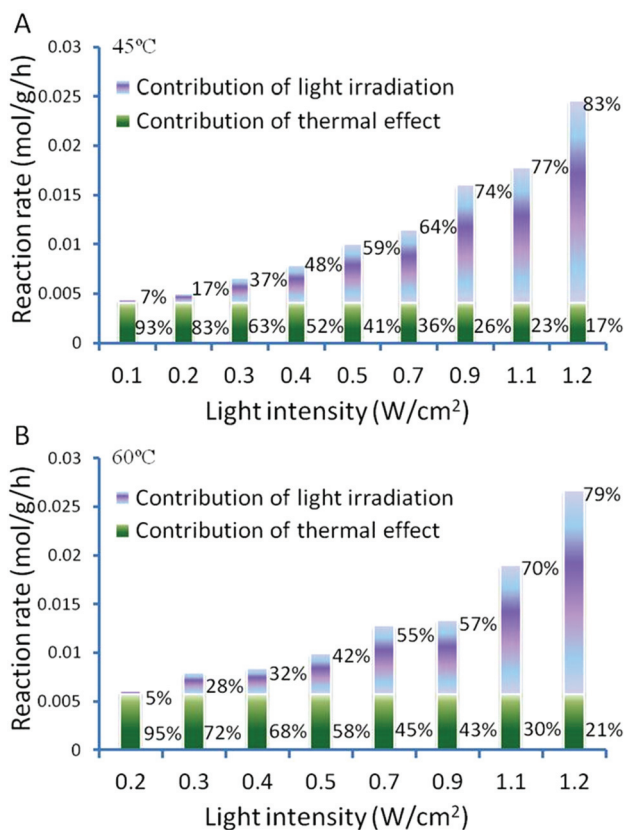 A
45°C
Contribution of light irradiation
Contribution of thermal effect
Reaction rate (mol/g/h)
0.03
0.025
0.02
0.015
0.01
0.005
0
7% 17% 37% 48% 59% 64% 74% 77% 83%
93% 83% 63% 52% 41% 36% 26% 23% 17%
0.1 0.2 0.3 0.4 0.5 0.7 0.9 1.1 1.2
Light intensity (W/cm²)
B
60°C
Contribution of light irradiation
Contribution of thermal effect
Reaction rate (mol/g/h)
0.03
0.025
0.02
0.015
0.01
0.005
0
5% 28% 32% 42% 55% 57% 70% 79%
95% 72% 68% 58% 45% 43% 30% 21%
0.2 0.3 0.4 0.5 0.7 0.9 1.1 1.2
Light intensity (W/cm²)